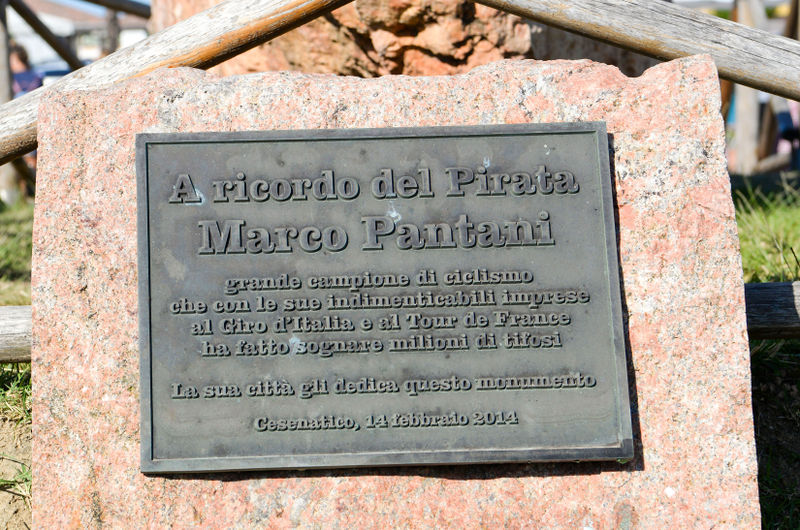 A ricordo del Pirata
Marco Pantani
grande campione di ciclismo
che con le sue indimenticabili imprese
al Giro d'Italia e al Tour de France
ha fatto sognare milioni di tifosi
La sua città gli dedica questo monumento
Cesenatico, 14 febbraio 2014